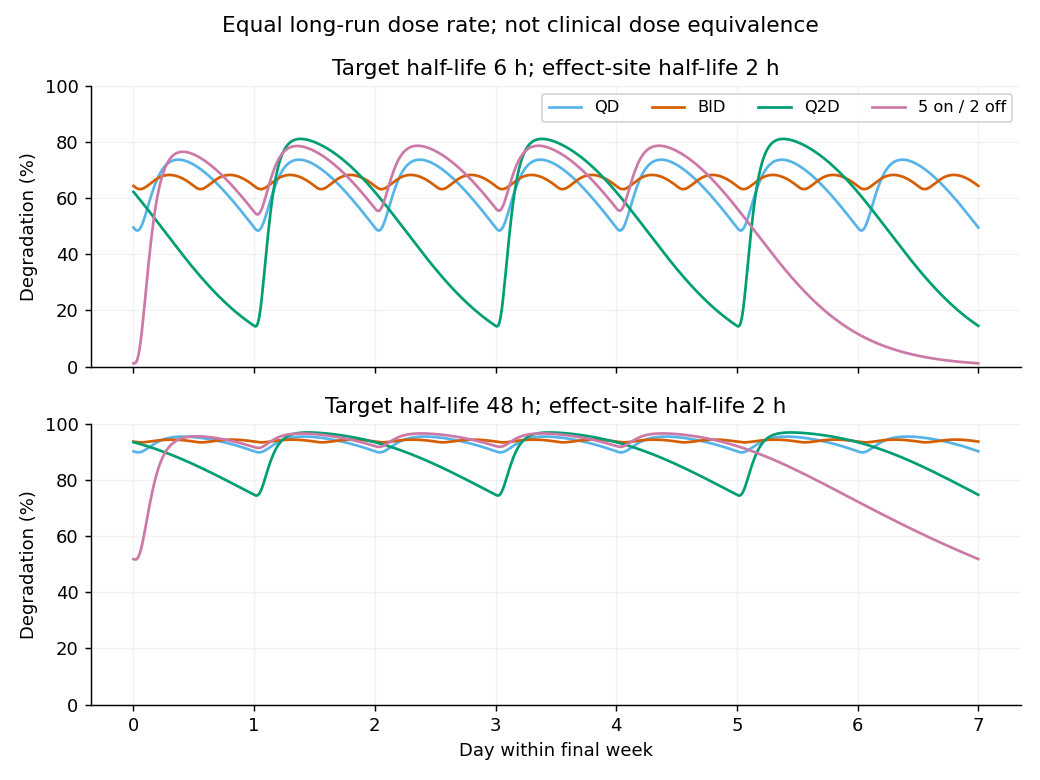 Equal long-run dose rate; not clinical dose equivalence
Target half-life 6 h; effect-site half-life 2 h
QD BID Q2D 5 on / 2 off
Degradation (%)
100
80
60
40
20
0
Target half-life 48 h; effect-site half-life 2 h
Degradation (%)
100
80
60
40
20
0
0 1 2 3 4 5 6 7
Day within final week